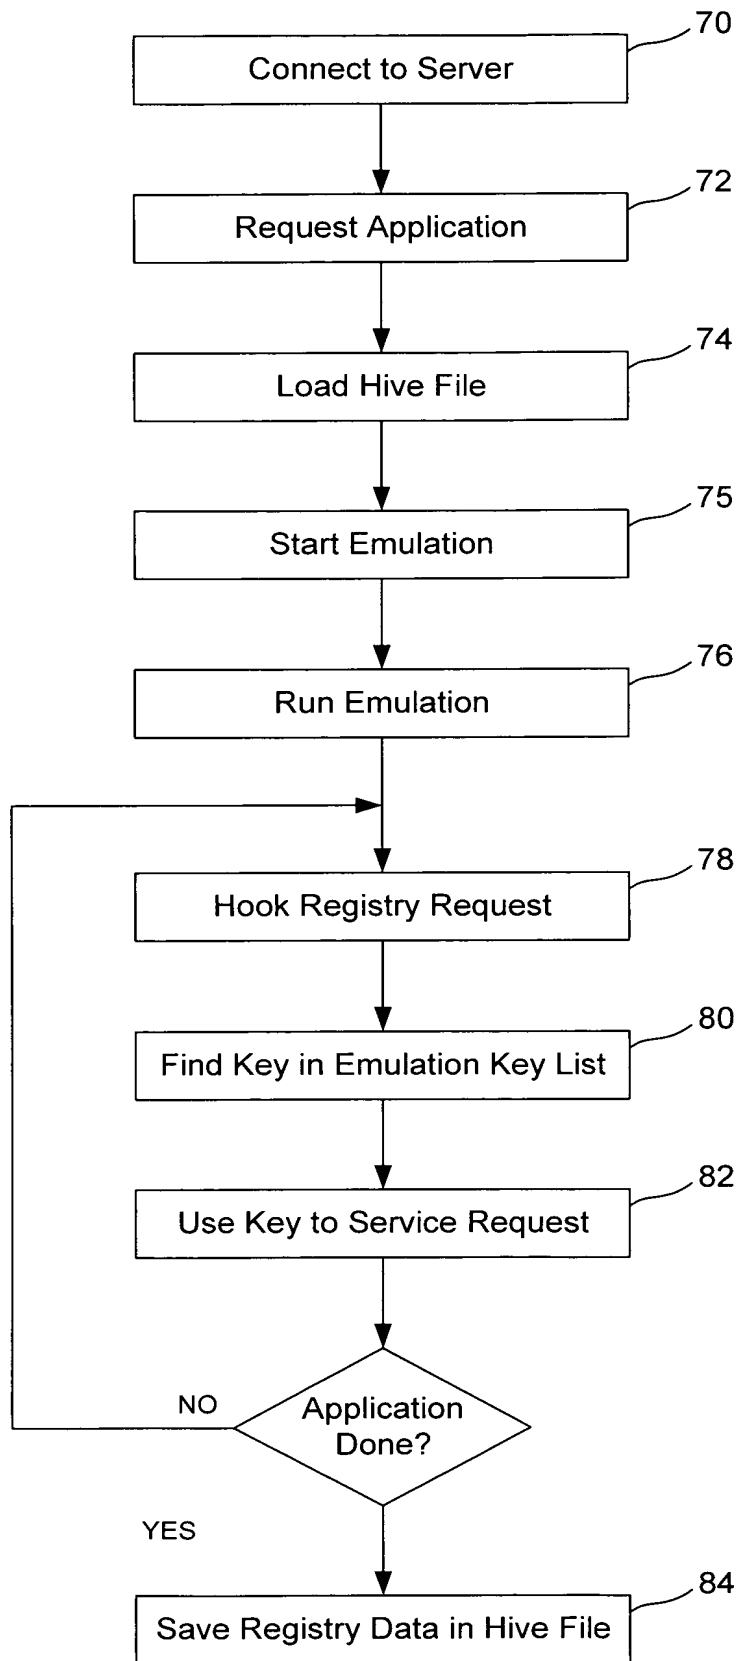 70
Connect to Server
72
Request Application
74
Load Hive File
75
Start Emulation
76
Run Emulation
78
Hook Registry Request
80
Find Key in Emulation Key List
82
Use Key to Service Request
NO
Application
Done?
YES
84
Save Registry Data in Hive File